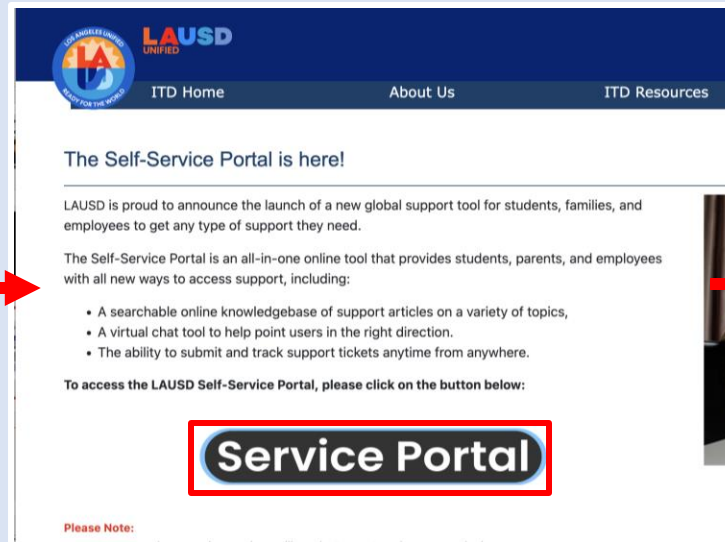 LOS ANGELES UNIFIED
READY FOR THE WORLD
LAUSD
UNIFIED
ITD Home About Us ITD Resources
The Self-Service Portal is here!
LAUSD is proud to announce the launch of a new global support tool for students, families, and
employees to get any type of support they need.
The Self-Service Portal is an all-in-one online tool that provides students, parents, and employees
with all new ways to access support, including:
• A searchable online knowledgebase of support articles on a variety of topics,
• A virtual chat tool to help point users in the right direction.
• The ability to submit and track support tickets anytime from anywhere.
To access the LAUSD Self-Service Portal, please click on the button below:
Service Portal
Please Note: